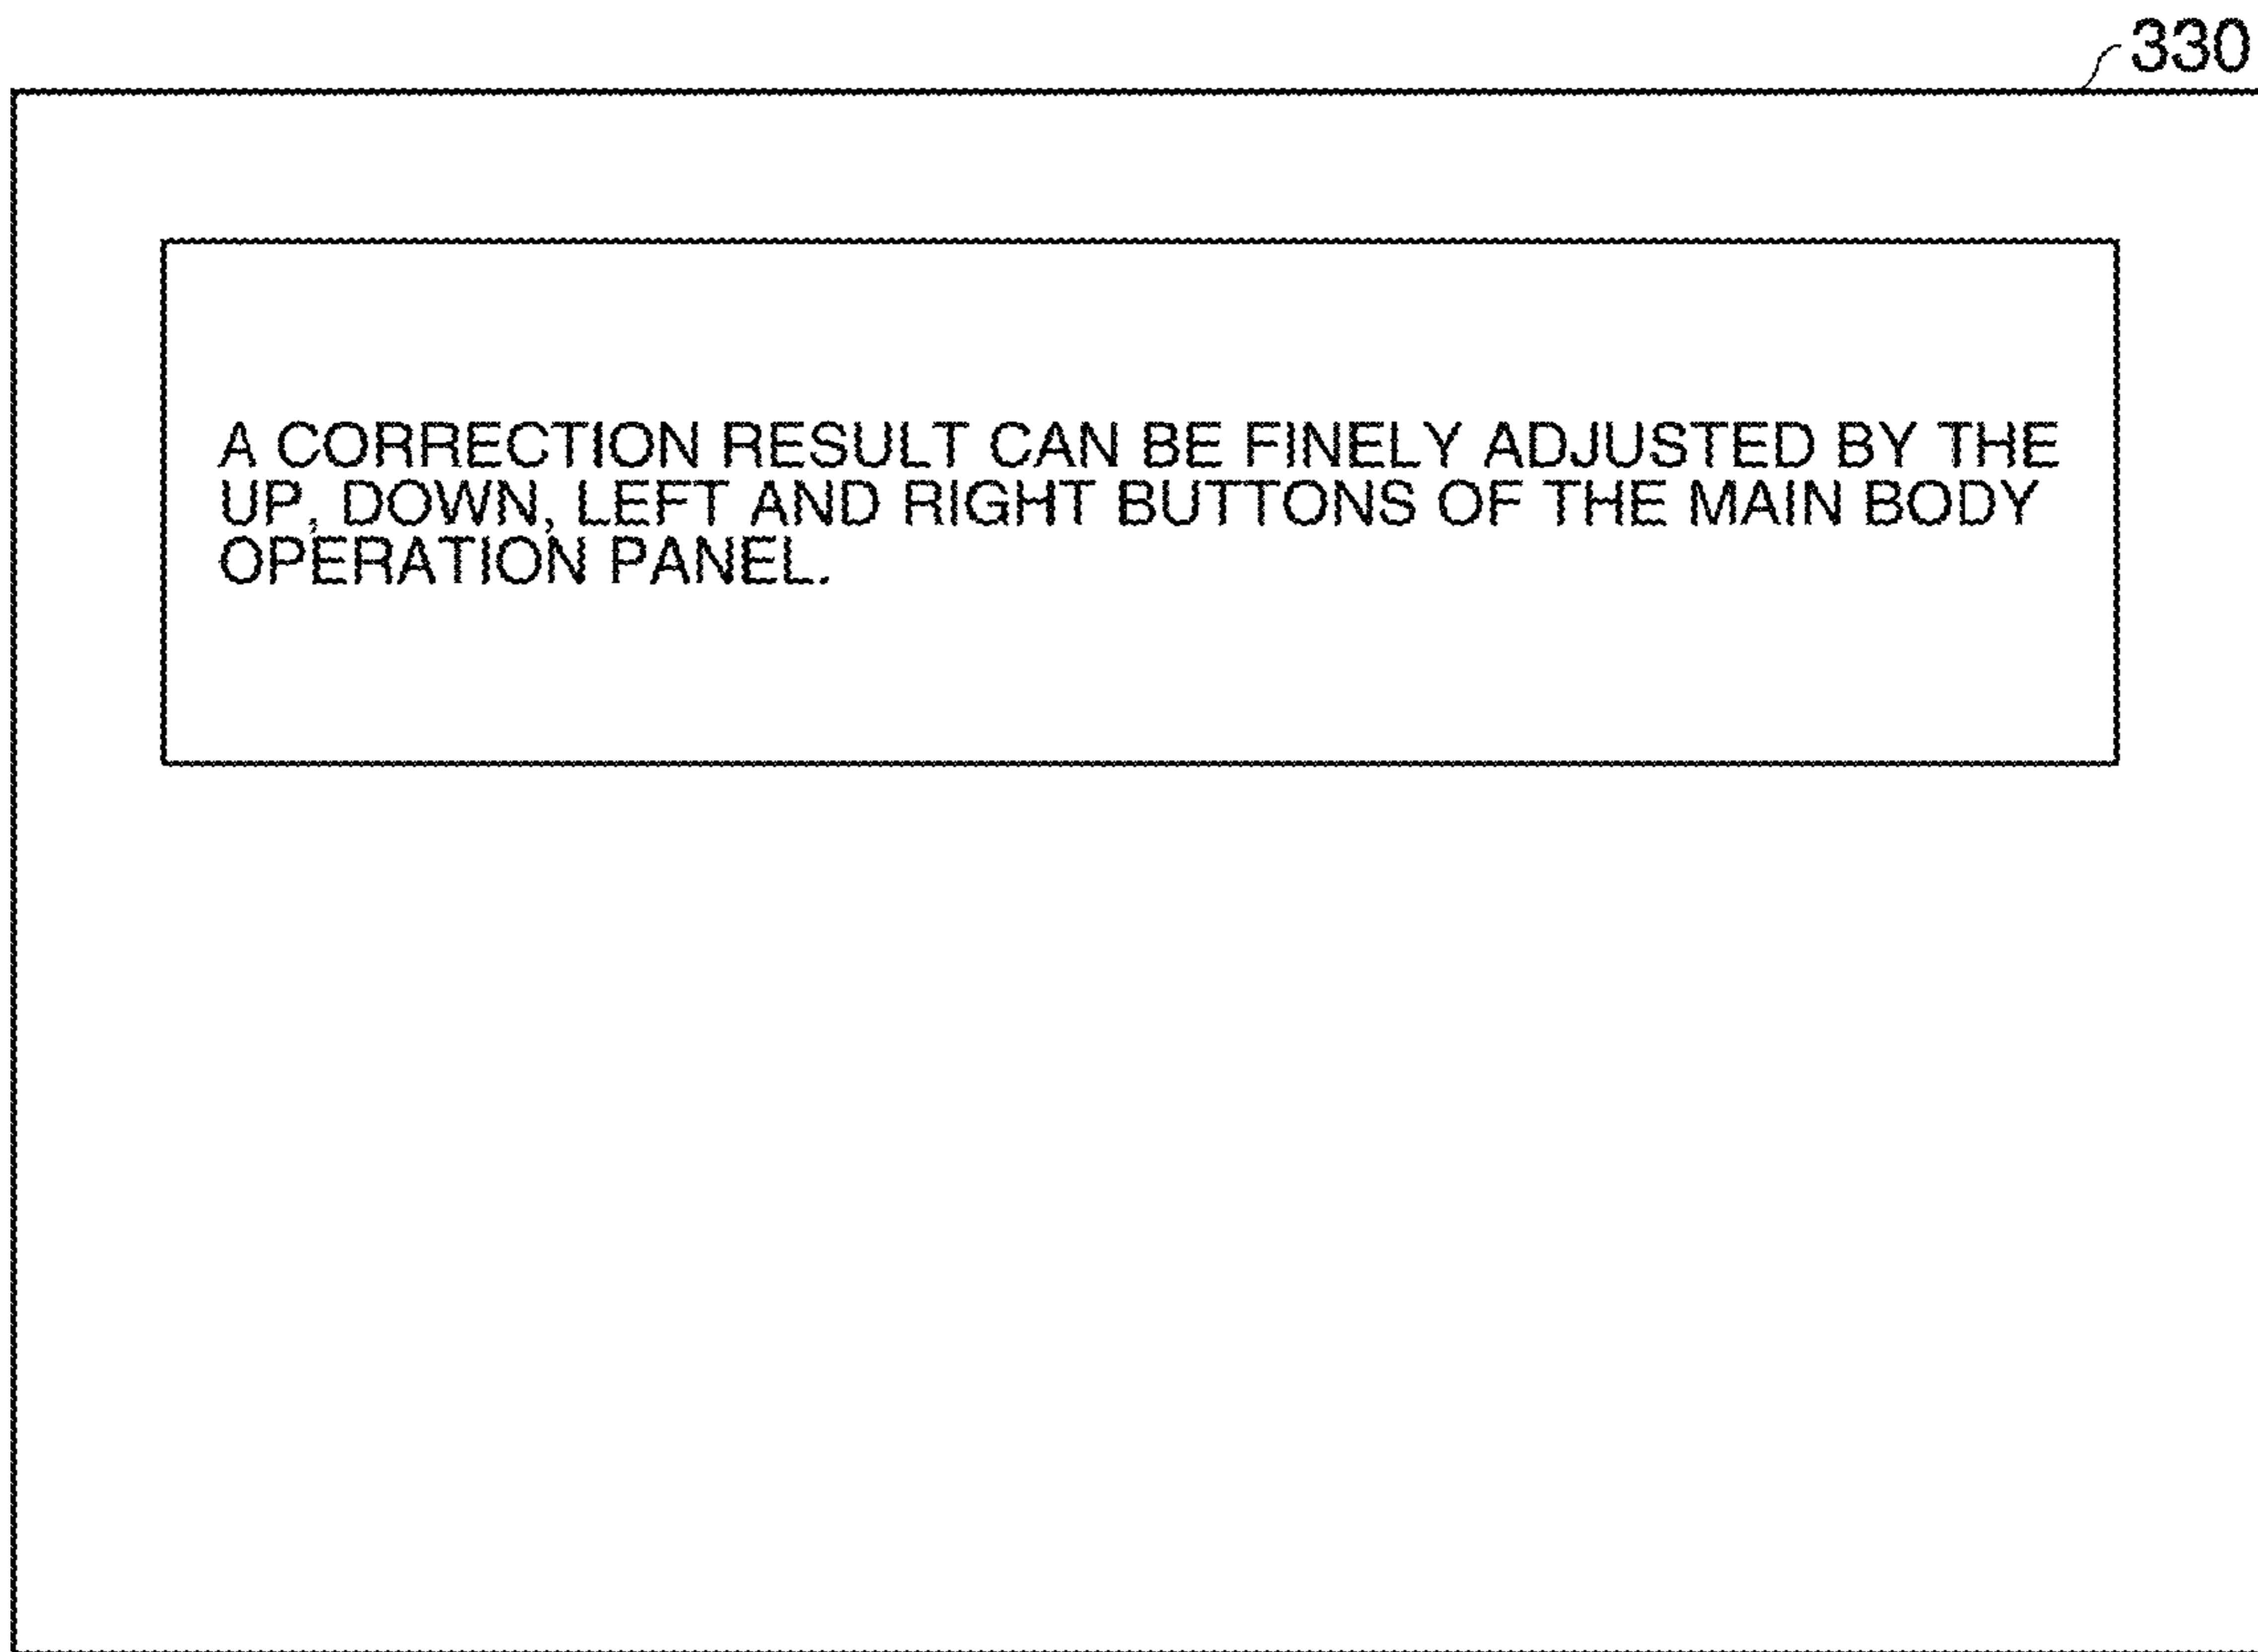 330
A CORRECTION RESULT CAN BE FINELY ADJUSTED BY THE
UP, DOWN, LEFT AND RIGHT BUTTONS OF THE MAIN BODY
OPERATION PANEL.